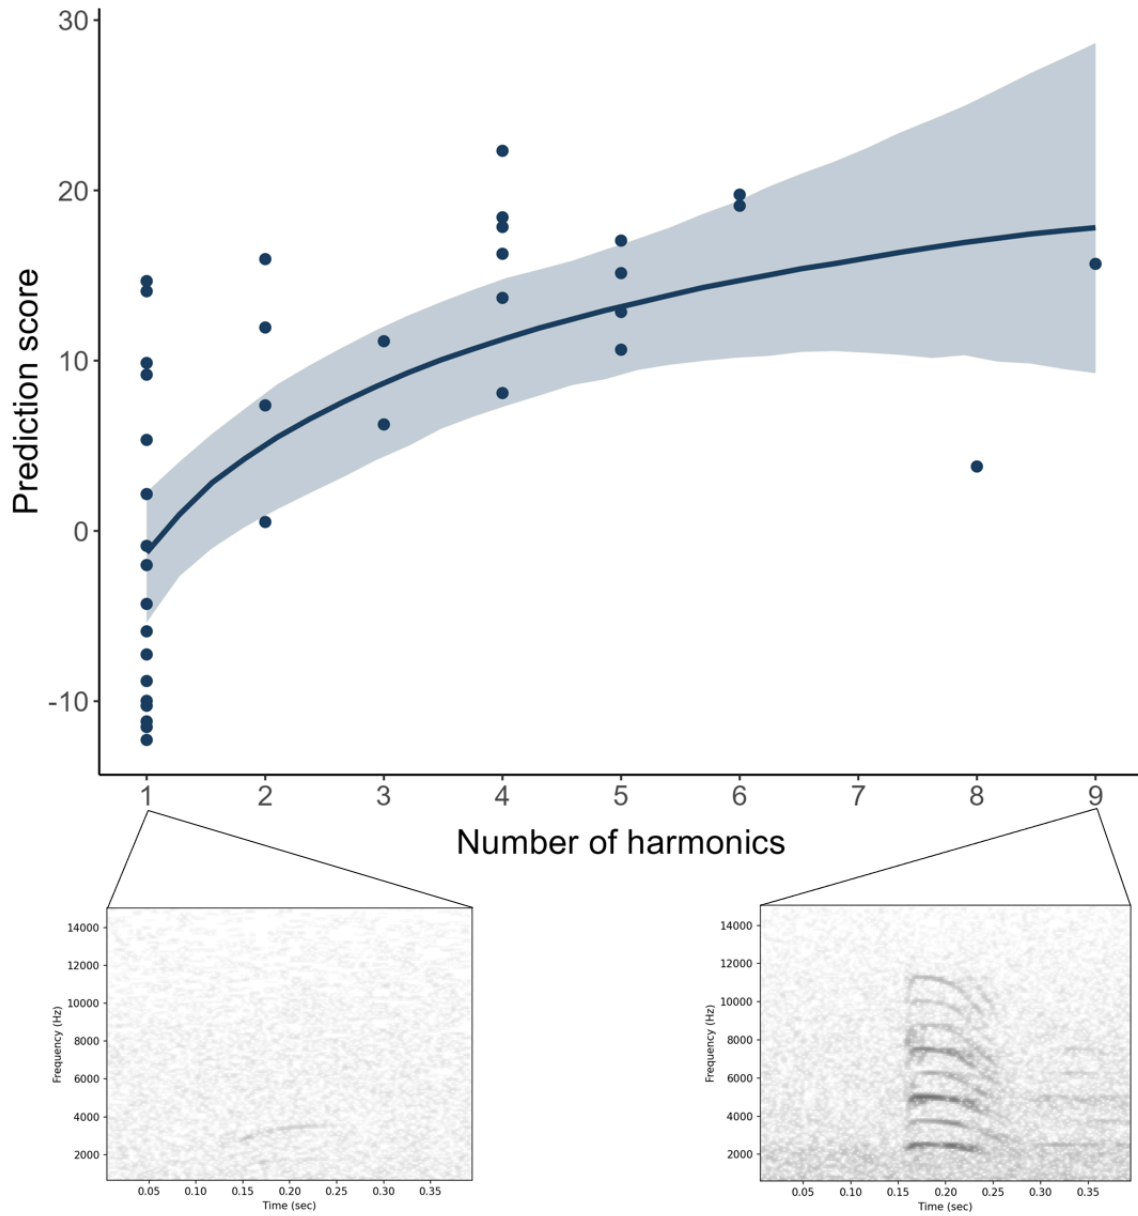 30
20
10
0
-10
Prediction score
1 2 3 4 5 6 7 8 9
Number of harmonics
14000
12000
10000
8000
6000
4000
2000
Frequency (Hz)
0.05 0.10 0.15 0.20 0.25 0.30 0.35
Time (sec)
14000
12000
10000
8000
6000
4000
2000
Frequency (Hz)
0.05 0.10 0.15 0.20 0.25 0.30 0.35
Time (sec)